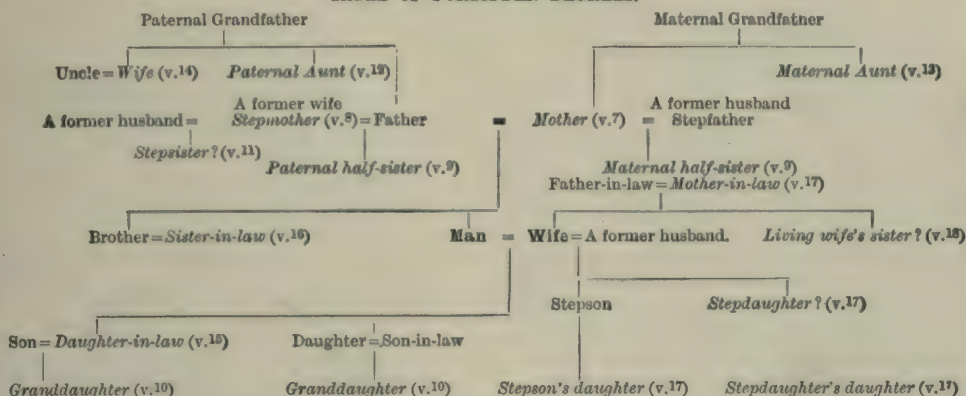 Paternal Grandfather Maternal Grandfather
Uncle = Wife (v.14) Paternal Aunt (v.12) Maternal Aunt (v.13)
A former wife A former husband
A former husband = Stepmother (v.8) = Father = Mother (v.7) = Stepfather
Stepsister? (v.11)
Paternal half-sister (v.9) Maternal half-sister (v.9)
Father-in-law = Mother-in-law (v.17)
Brother = Sister-in-law (v.16) Man = Wife = A former husband. Living wife's sister? (v.18)
Stepson Stepdaughter? (v.17)
Son = Daughter-in-law (v.15) Daughter = Son-in-law
Granddaughter (v.10) Granddaughter (v.10) Stepson's daughter (v.17) Stepdaughter's daughter (v.17)